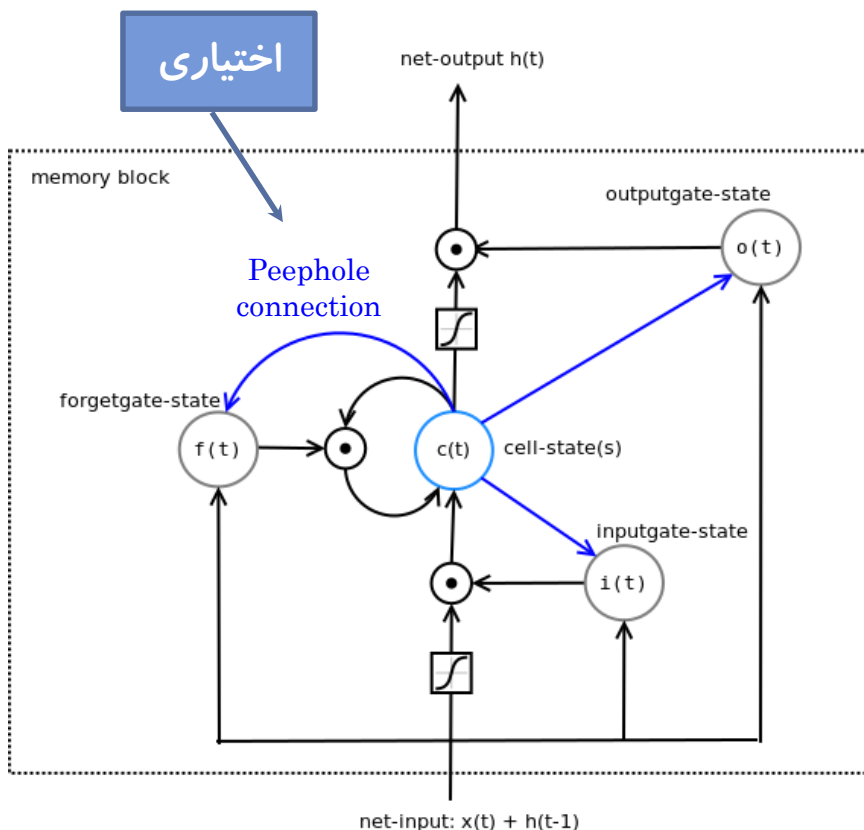 اختیاری
net-output h(t)
memory block
outputgate-state
o(t)
Peephole
connection
forgetgate-state
f(t)
c(t)
cell-state(s)
inputgate-state
i(t)
net-input: x(t) + h(t-1)